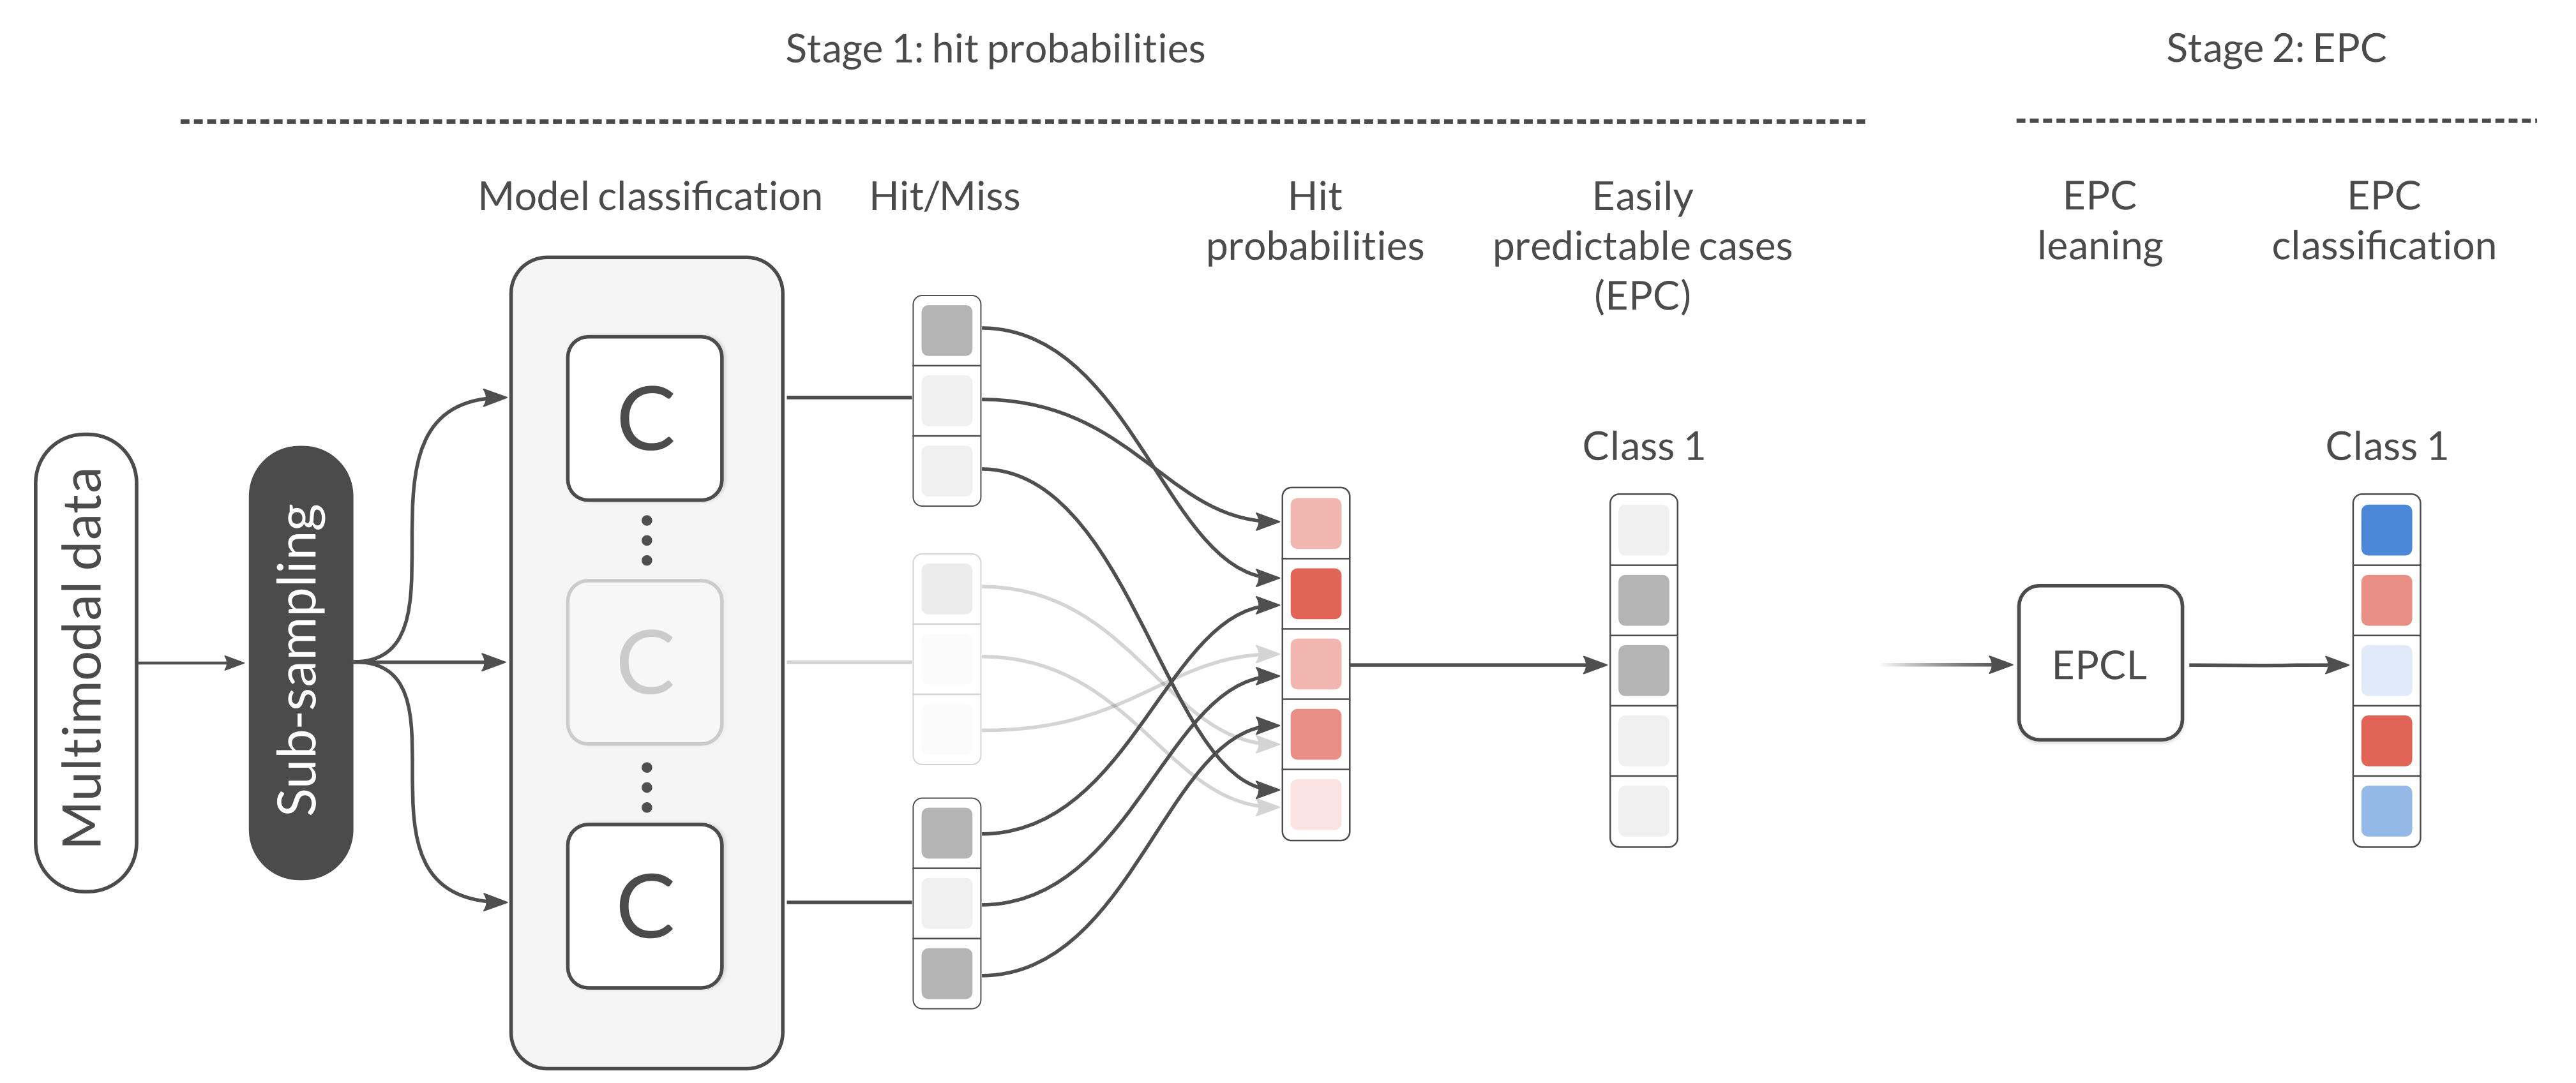 Stage 1: hit probabilities
Stage 2: EPC
Model classification
Hit/Miss
Hit
probabilities
Easily
predictable cases
(EPC)
EPC
leaning
EPC
classification
Multimodal data
Sub-sampling
C
C
C
Class 1
EPCL
Class 1